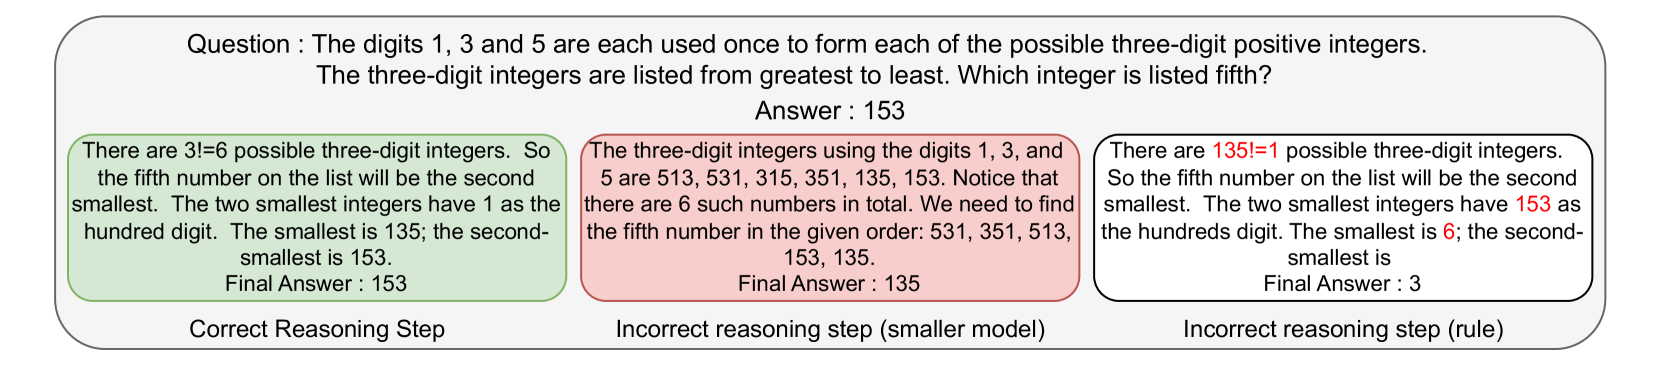 Question : The digits 1, 3 and 5 are each used once to form each of the possible three-digit positive integers.
The three-digit integers are listed from greatest to least. Which integer is listed fifth?
Answer : 153
There are 3!=6 possible three-digit integers. So
the fifth number on the list will be the second
smallest. The two smallest integers have 1 as the
hundred digit. The smallest is 135; the second-
smallest is 153.
Final Answer : 153
Correct Reasoning Step
The three-digit integers using the digits 1, 3, and
5 are 513, 531, 315, 351, 135, 153. Notice that
there are 6 such numbers in total. We need to find
the fifth number in the given order: 531, 351, 513,
153, 135.
Final Answer : 135
Incorrect reasoning step (smaller model)
There are 135!=1 possible three-digit integers.
So the fifth number on the list will be the second
smallest. The two smallest integers have 153 as
the hundreds digit. The smallest is 6; the second-
smallest is
Final Answer : 3
Incorrect reasoning step (rule)